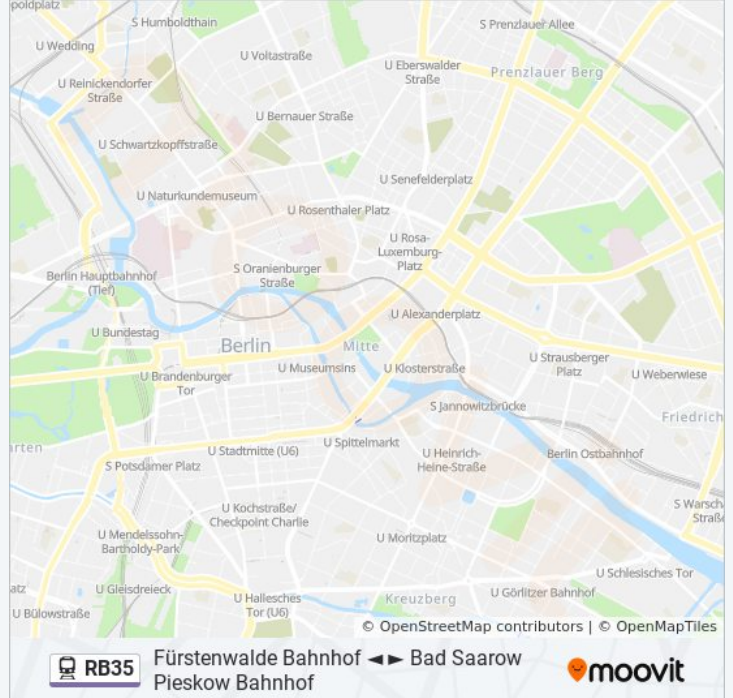 poldplatz
S Humboldthain
S Prenzlauer Allee
U Wedding
U Voltastraße
U Eberswalder
Straße
Prenzlauer Berg
U Reinickendorfer
Straße
U Bernauer Straße
U Schwartzkopffstraße
U Senefelderplatz
U Naturkundemuseum
U Rosenthaler Platz
U Rosa-
Luxemburg-
Platz
Berlin Hauptbahnhof
(Tief)
S Oranienburger
Straße
U Alexanderplatz
U Bundestag
Berlin
Mitte
U Strausberger
Platz
U Museumsins
U Klosterstraße
U Weberwiese
U Brandenburger
Tor
S Jannowitzbrücke
Friedrich
rten
U Spittelmarkt
U Stadtmitte (U6)
U Heinrich-
Heine-Straße
Berlin Ostbahnhof
S Potsdamer Platz
S Warsch
Straße
U Kochstraße/
Checkpoint Charlie
U Mendelssohn-
Bartholdy-Park
U Moritzplatz
U Schlesisches Tor
atz
U Gleisdreieck
U Görlitzer Bahnhof
U Hallesches
Tor (U6)
Kreuzberg
U Bülowstraße
© OpenStreetMap contributors | © OpenMapTiles
RB35
Fürstenwalde Bahnhof ◄► Bad Saarow
Pieskow Bahnhof
moovit